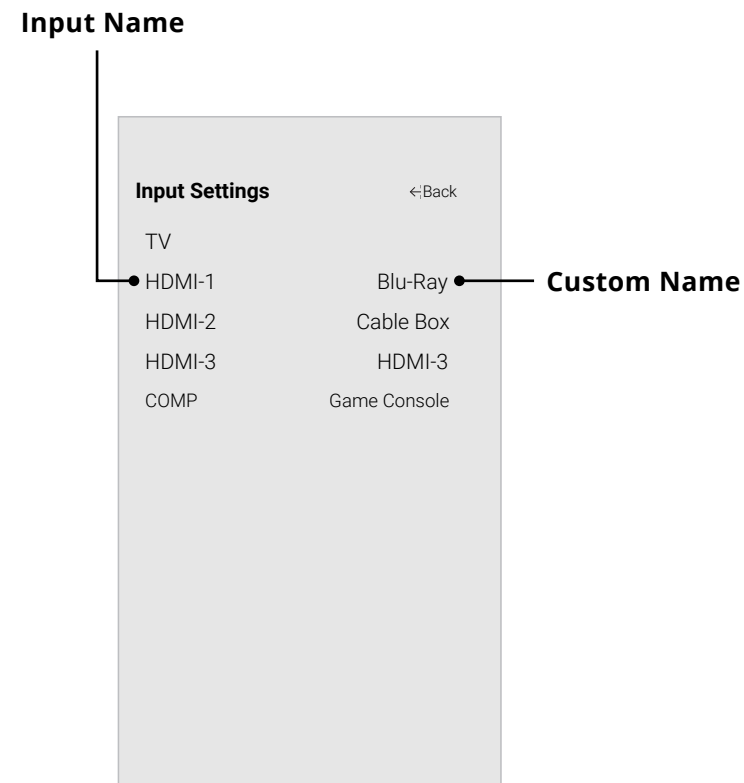 Input Name
Input Settings ←Back
TV
HDMI-1 Blu-Ray Custom Name
HDMI-2 Cable Box
HDMI-3 HDMI-3
COMP Game Console